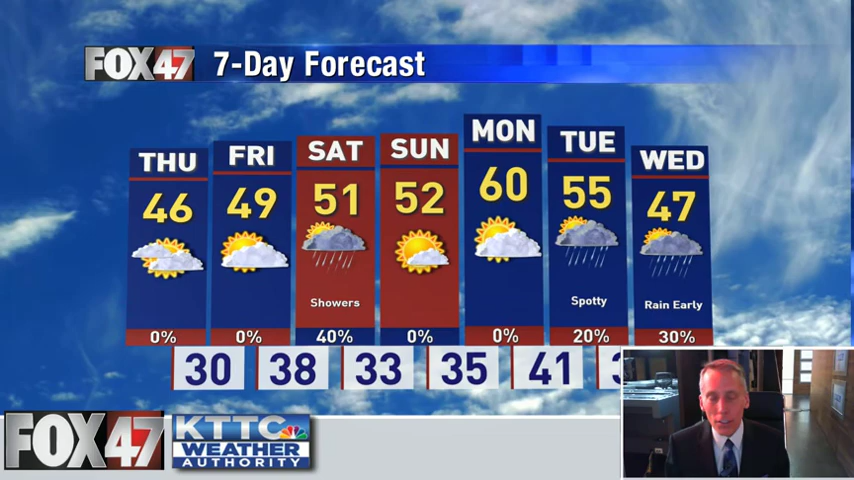 FOX47 7-Day Forecast
THU FRI SAT SUN MON TUE WED
46 49 51 52 60 55 47
Showers Spotty Rain Early
0% 0% 40% 0% 0% 20% 30%
30 38 33 35 41
FOX47 KTTC
WEATHER
AUTHORITY